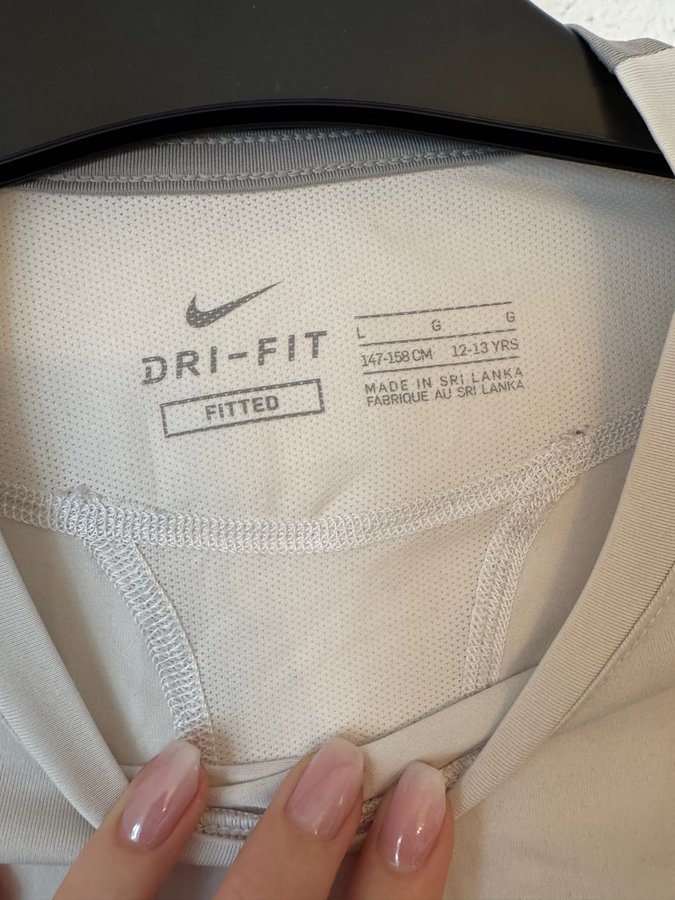 DRI-FIT
FITTED
L G G
147-158 CM 12-13 YRS
MADE IN SRI LANKA
FABRIQUE AU SRI LANKA